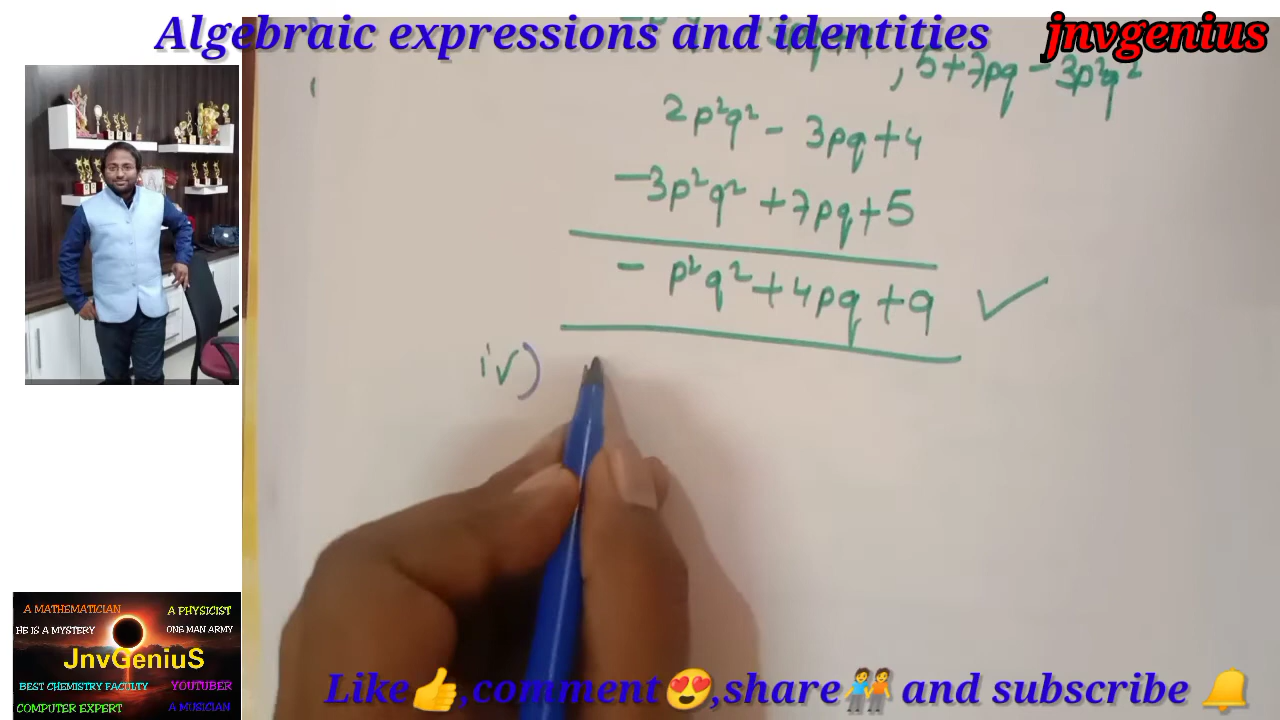 Algebraic expressions and identities
jnvgenius
, 5+7pq - 3p²q²
2p²q² - 3pq + 4
-3p²q² + 7pq + 5
- p²q² + 4pq + 9 ✓
iv)
A MATHEMATICIAN
A PHYSICIST
HE IS A MYSTERY
ONE MAN ARMY
JnvGeniuS
BEST CHEMISTRY FACULTY
YOUTUBER
COMPUTER EXPERT
A MUSICIAN
Like👍,comment😍,share🧑‍🤝‍🧑 and subscribe 🔔